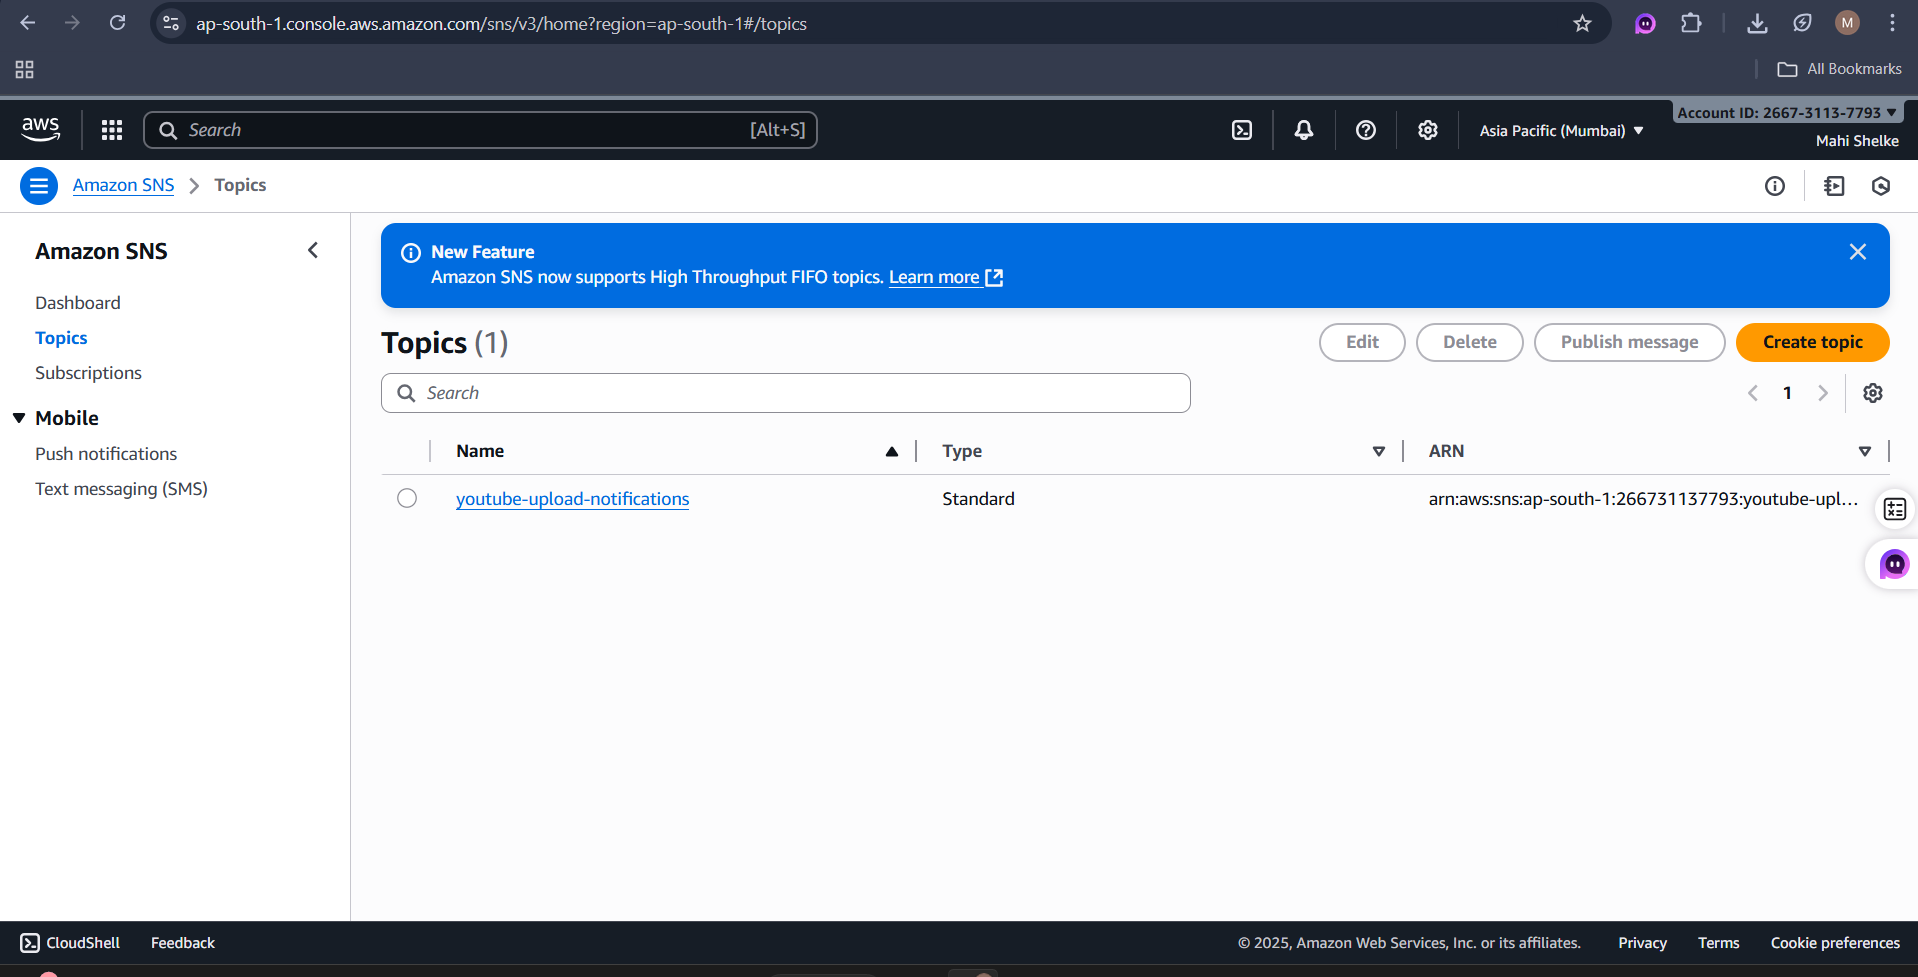 ap-south-1.console.aws.amazon.com/sns/v3/home?region=ap-south-1#/topics
M
All Bookmarks
aws
Search
[Alt+S]
Asia Pacific (Mumbai)
Account ID: 2667-3113-7793
Mahi Shelke
Amazon SNS
Topics
Amazon SNS
Dashboard
Topics
Subscriptions
Mobile
Push notifications
Text messaging (SMS)
New Feature
Amazon SNS now supports High Throughput FIFO topics. Learn more
Topics (1)
Edit
Delete
Publish message
Create topic
Search
1
Name
Type
ARN
youtube-upload-notifications
Standard
arn:aws:sns:ap-south-1:266731137793:youtube-upl...
CloudShell
Feedback
© 2025, Amazon Web Services, Inc. or its affiliates.
Privacy
Terms
Cookie preferences